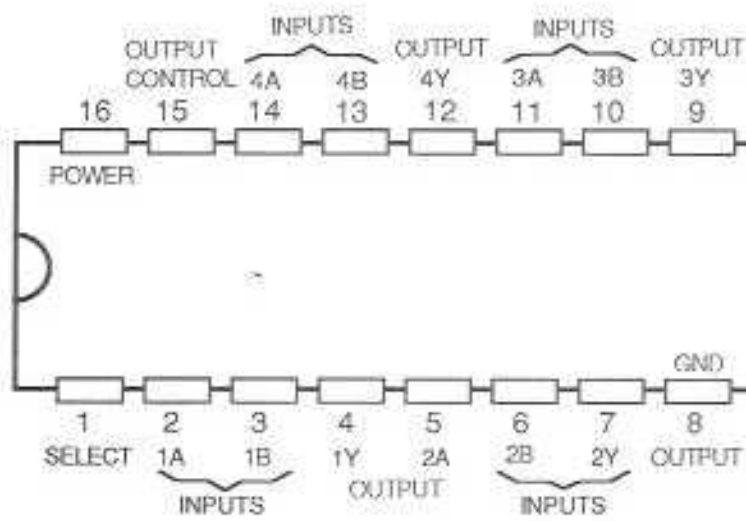 INPUTS
INPUTS
OUTPUT
OUTPUT
OUTPUT
CONTROL 4A 4B 4Y 3A 3B 3Y
16 15 14 13 12 11 10 9
POWER
GND
1 2 3 4 5 6 7 8
SELECT 1A 1B 1Y 2A 2B 2Y OUTPUT
INPUTS OUTPUT INPUTS